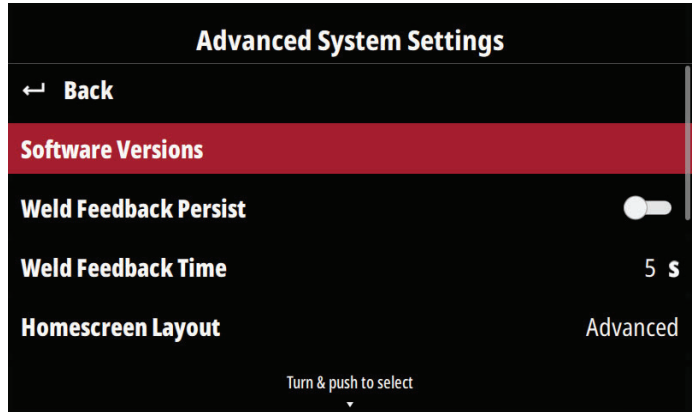 Advanced System Settings
Back
Software Versions
Weld Feedback Persist
Weld Feedback Time 5 s
Homescreen Layout Advanced
Turn & push to select